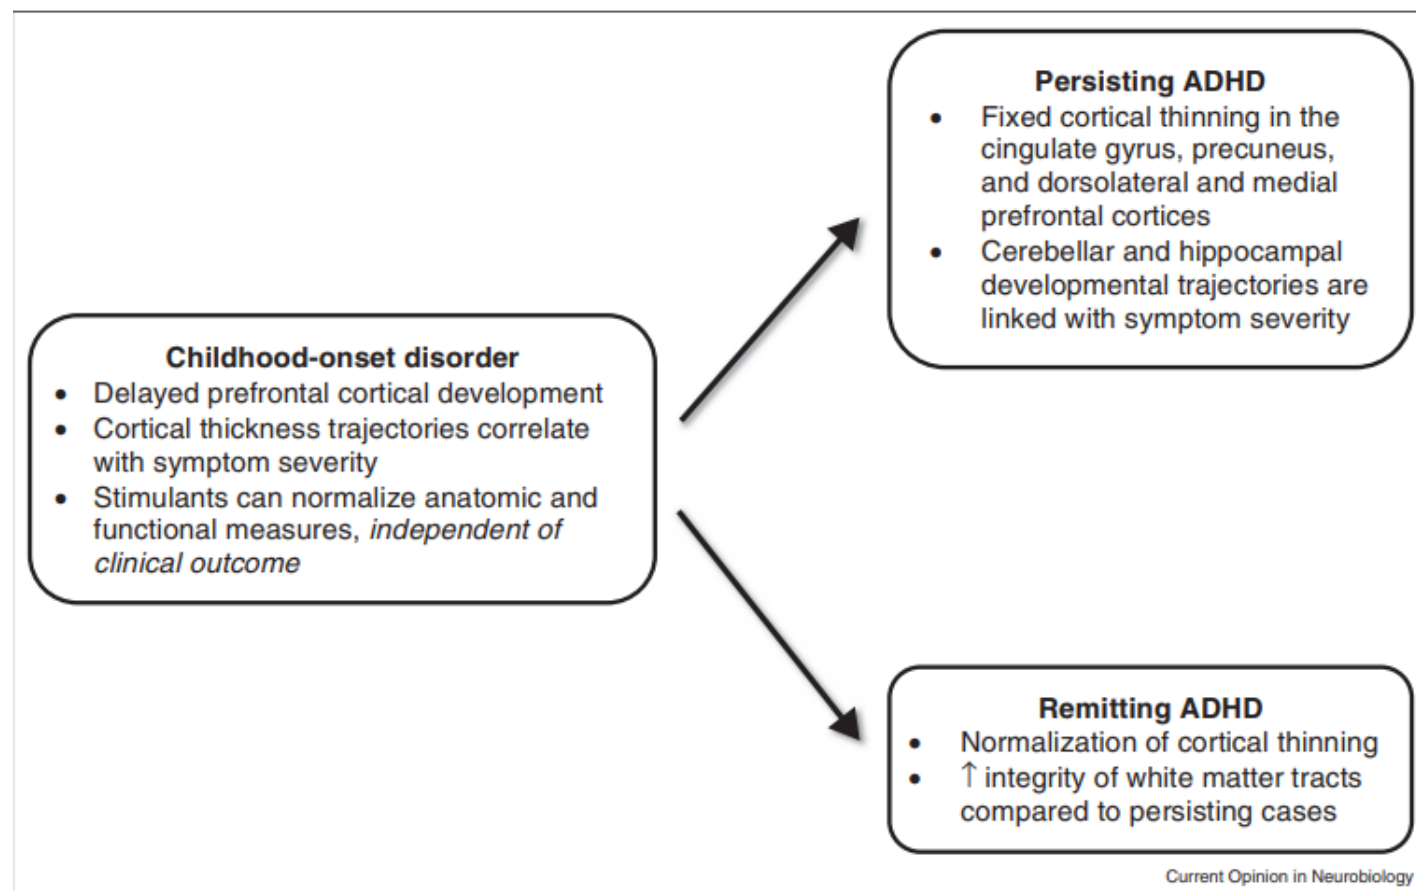 Persisting ADHD
• Fixed cortical thinning in the
cingulate gyrus, precuneus,
and dorsolateral and medial
prefrontal cortices
• Cerebellar and hippocampal
developmental trajectories are
linked with symptom severity
Childhood-onset disorder
• Delayed prefrontal cortical development
• Cortical thickness trajectories correlate
with symptom severity
• Stimulants can normalize anatomic and
functional measures, independent of
clinical outcome
Remitting ADHD
• Normalization of cortical thinning
• ↑ integrity of white matter tracts
compared to persisting cases
Current Opinion in Neurobiology